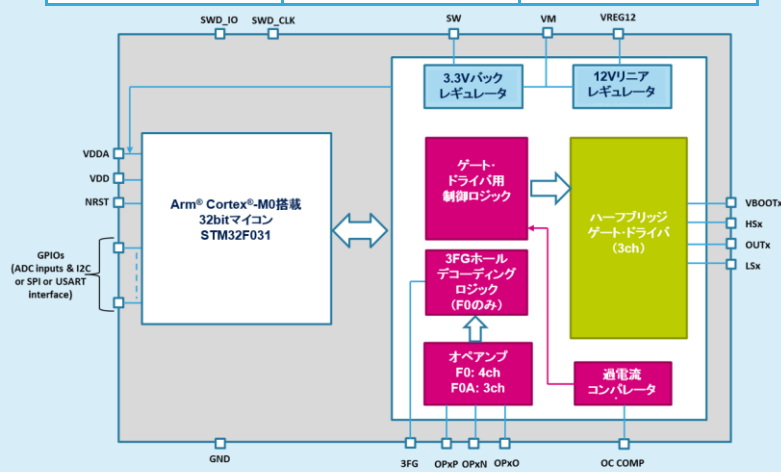 SWD_IO
SWD_CLK
SW
VM
VREG12
3.3Vバック
レギュレータ
12Vリニア
レギュレータ
VDDA
VDD
NRST
GPIOs
(ADC inputs & I2C
or SPI or USART
interface)
Arm® Cortex®-M0搭載
32bitマイコン
STM32F031
ゲート・
ドライバ用
制御ロジック
3FGホール
デコーディング
ロジック
(F0のみ)
オペアンプ
F0: 4ch
F0A: 3ch
ハーフブリッジ
ゲート・ドライバ
(3ch)
過電流
コンパレータ
VBOOTx
HSx
OUTx
LSx
GND
3FG
OPxP
OPxN
OPxO
OC COMP